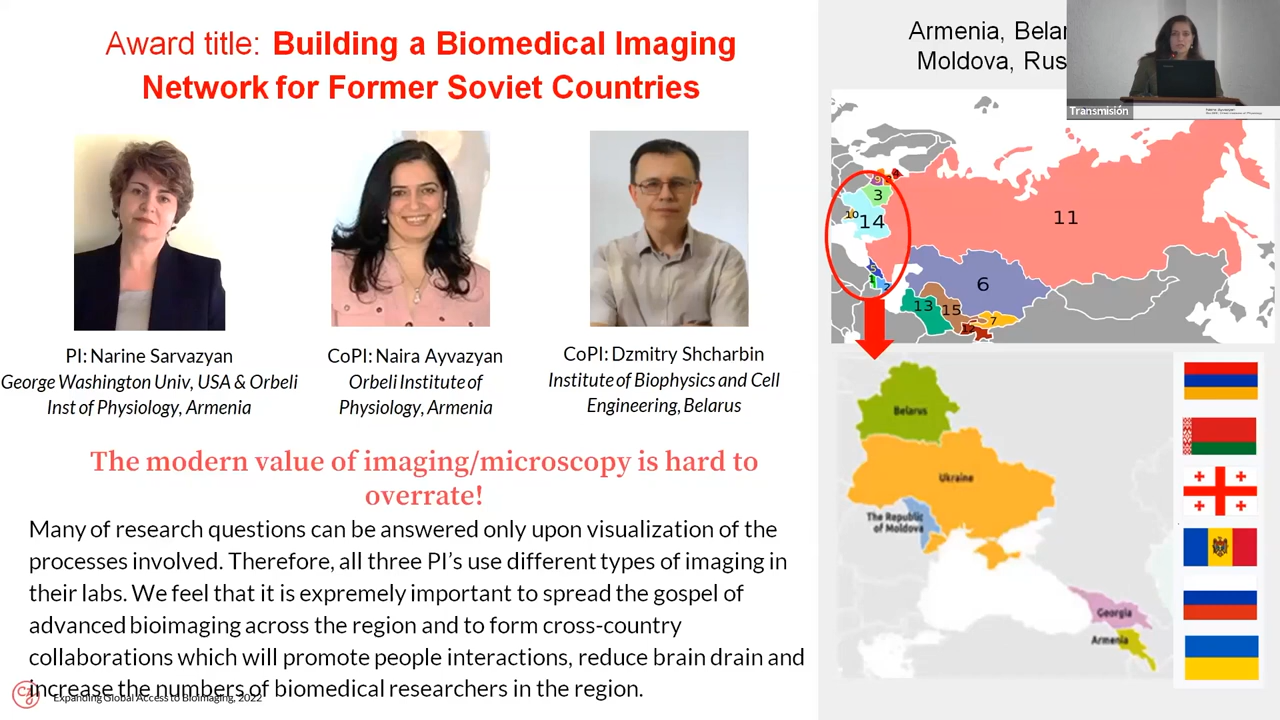 Award title: Building a Biomedical Imaging
Network for Former Soviet Countries
PI: Narine Sarvazyan
George Washington Univ, USA & Orbeli
Inst of Physiology, Armenia
CoPI: Naira Ayvazyan
Orbeli Institute of
Physiology, Armenia
CoPI: Dzmitry Shcharbin
Institute of Biophysics and Cell
Engineering, Belarus
The modern value of imaging/microscopy is hard to
overrate!
Many of research uestions can be answered only upon visualization of the
processes involved. Therefore, all three PI's use different types of imaging in
their labs. We feel that it is expremely important to spread the gospel of
advanced bioimaging across the region and to form cross-country
collaborations which will promote people interactions, reduce brain drain and
increase the numbers of biomedical researchers in the region.
Expanding Global Access to Bioimaging, 2022
Armenia, Belar
Moldova, Rus
Transmisión
Naira Ayvazyan
9
3
10
14
11
6
2
13
15
7
Belarus
Ukraine
The Republic
of Moldova
Georgia
Armenia